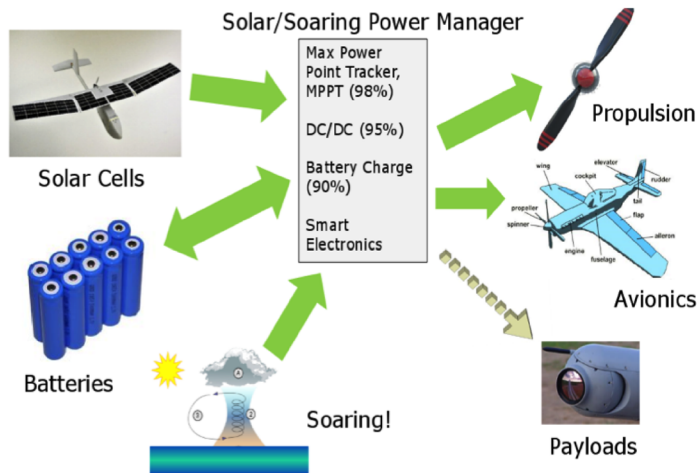 Solar/Soaring Power Manager
Max Power
Point Tracker,
MPPT (98%)
DC/DC (95%)
Battery Charge
(90%)
Smart
Electronics
Solar Cells
Batteries
Soaring!
A
B
2
Propulsion
wing
cockpit
elevator
rudder
tail
flap
aileron
propeller
spinner
engine
fuselage
Avionics
Payloads